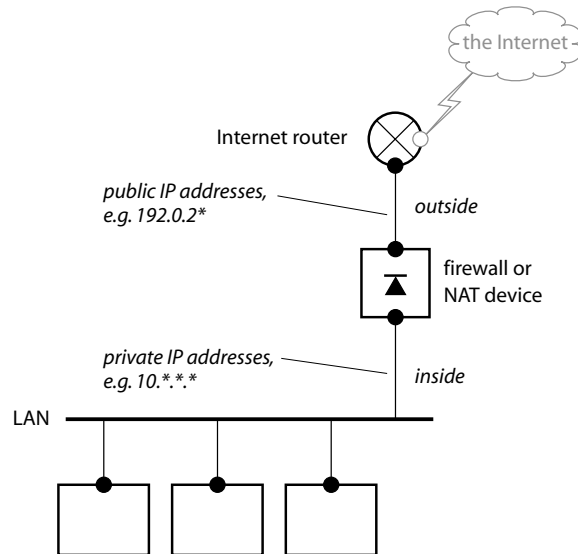 the Internet
Internet router
public IP addresses,
e.g. 192.0.2*
outside
firewall or
NAT device
private IP addresses,
e.g. 10.*.*.*
inside
LAN